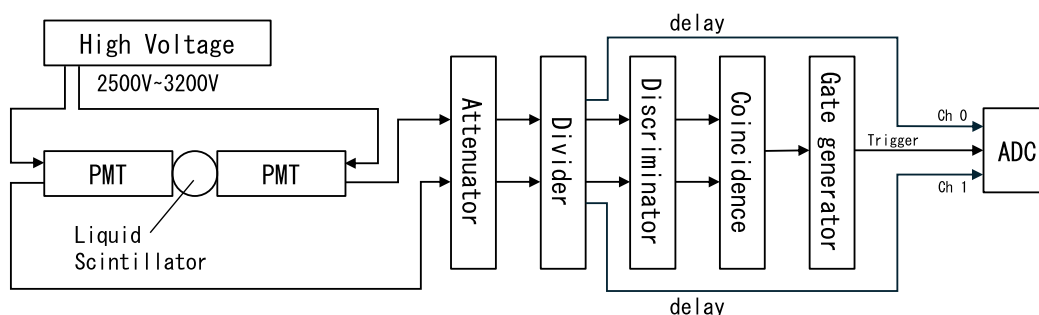 delay
High Voltage
2500V~3200V
Attenuator
Divider
Discriminator
Coincidence
Gate generator
Ch 0
Trigger
ADC
PMT
PMT
Ch 1
Liquid
Scintillator
delay